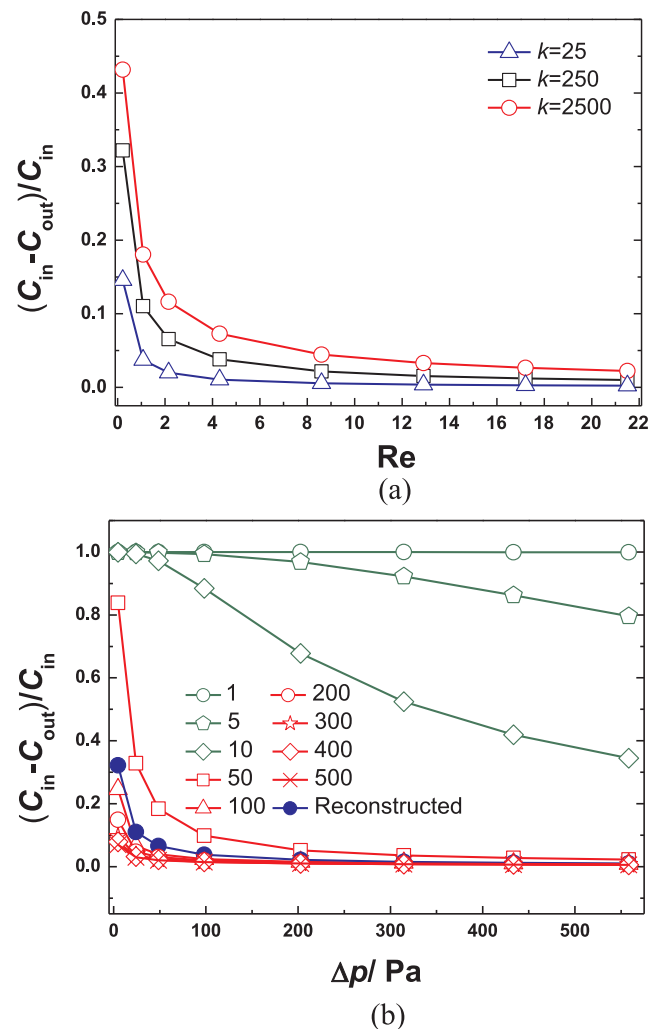 0.5
0.4
0.3
0.2
0.1
0.0
(C_in-C_out)/C_in
k=25
k=250
k=2500
0 2 4 6 8 10 12 14 16 18 20 22
Re
(a)
1.0
0.8
0.6
0.4
0.2
0.0
(C_in-C_out)/C_in
1 200
5 300
10 400
50 500
100 Reconstructed
0 100 200 300 400 500
Δp/ Pa
(b)